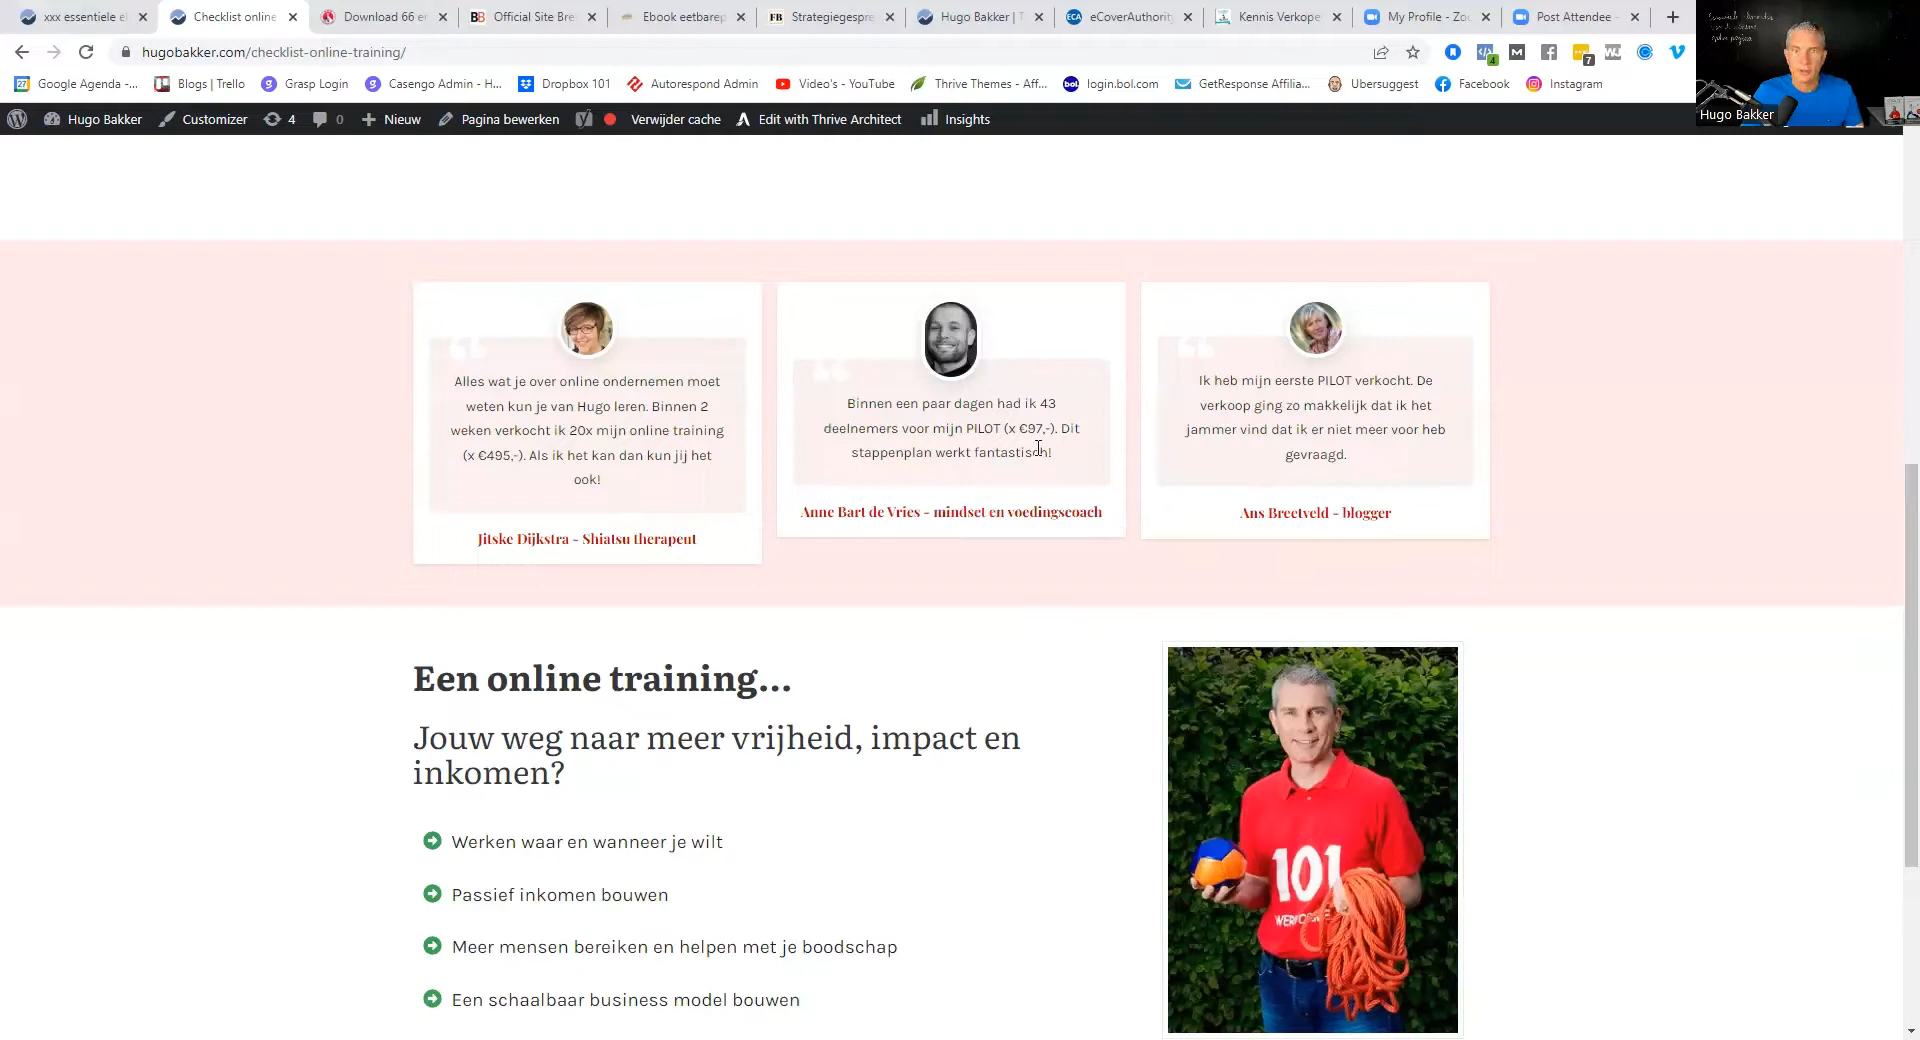 xxx essentiele el
Checklist online
Download 66 er
Official Site Bre
Ebook eetbare p
Strategiegespre
Hugo Bakker | T
eCoverAuthorit
Kennis Verkope
My Profile - Zoo
Post Attendee -
hugobakker.com/checklist-online-training/
Google Agenda -...
Blogs | Trello
Grasp Login
Casengo Admin - H...
Dropbox 101
Autorespond Admin
Video's - YouTube
Thrive Themes - Aff...
login.bol.com
GetResponse Affilia...
Ubersuggest
Facebook
Instagram
Hugo Bakker
Hugo Bakker
Customizer
4
0
Nieuw
Pagina bewerken
Verwijder cache
Edit with Thrive Architect
Insights
Alles wat je over online ondernemen moet
weten kun je van Hugo leren. Binnen 2
weken verkocht ik 20x mijn online training
(x €495,-). Als ik het kan dan kun jij het
ook!
Jitske Dijkstra - Shiatsu therapeut
Binnen een paar dagen had ik 43
deelnemers voor mijn PILOT (x €97,-). Dit
stappenplan werkt fantastisch!
Anne Bart de Vries - mindset en voedingscoach
Ik heb mijn eerste PILOT verkocht. De
verkoop ging zo makkelijk dat ik het
jammer vind dat ik er niet meer voor heb
gevraagd.
Ans Breetveld - blogger
Een online training...
Jouw weg naar meer vrijheid, impact en
inkomen?
Werken waar en wanneer je wilt
Passief inkomen bouwen
Meer mensen bereiken en helpen met je boodschap
Een schaalbaar business model bouwen
101